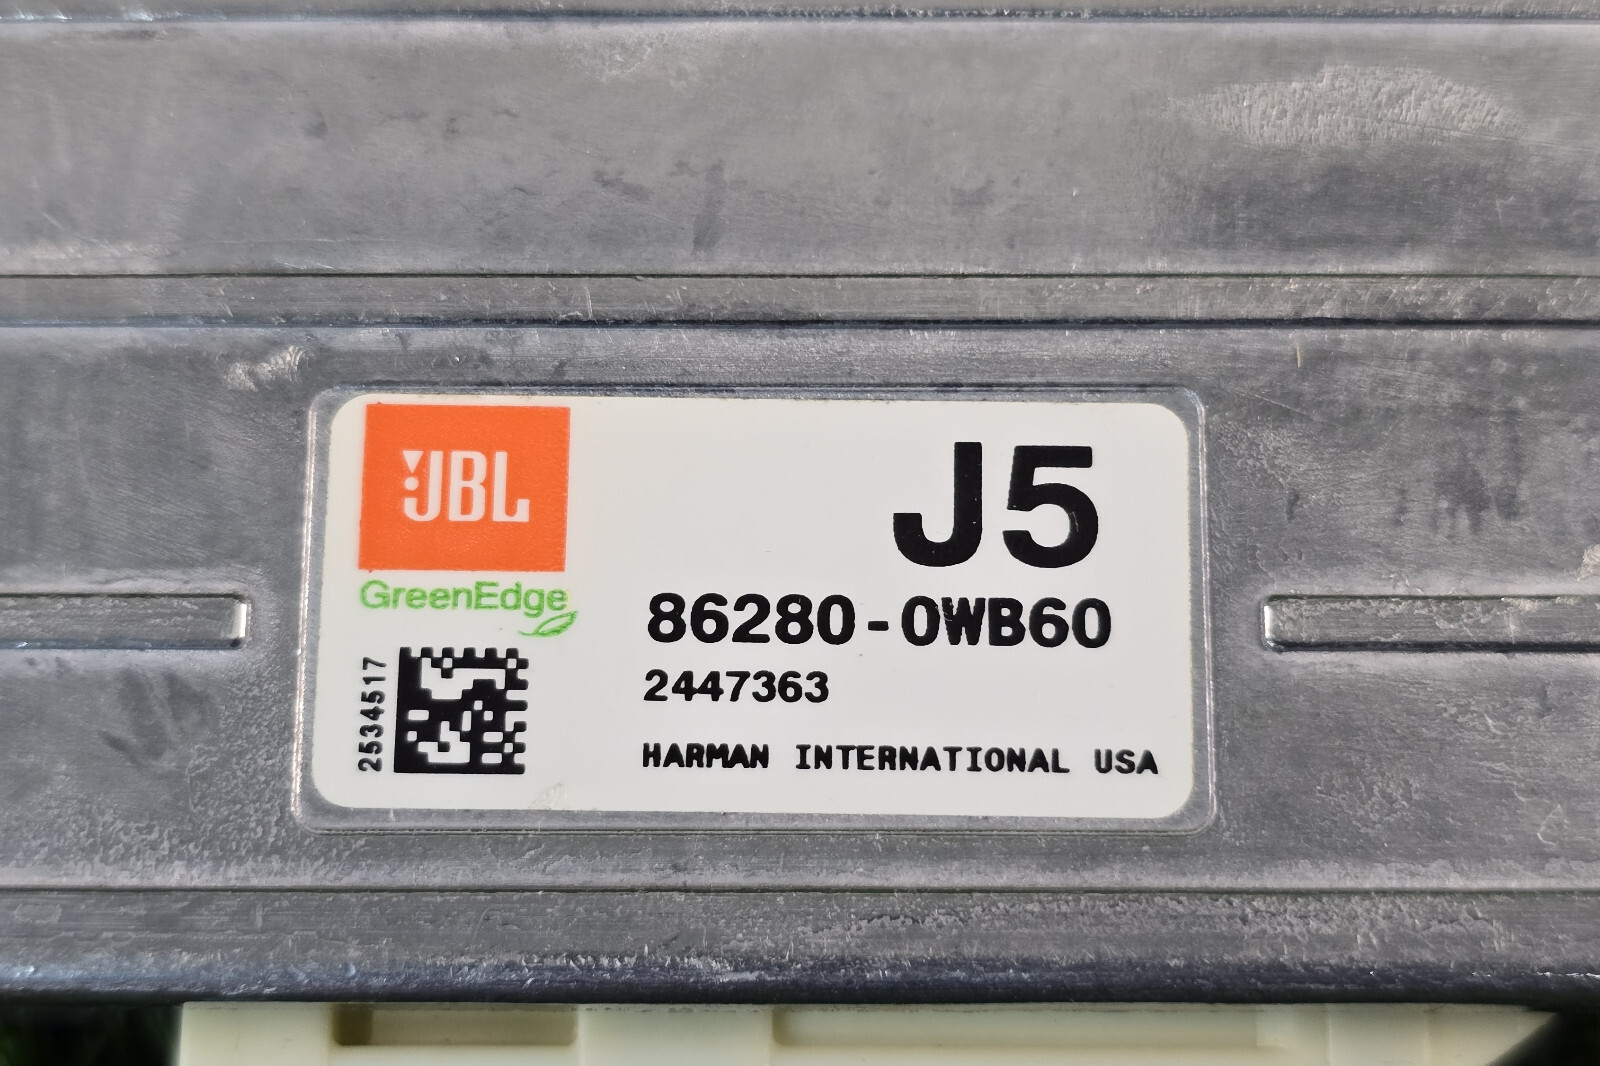 JBL
J5
GreenEdge
86280-0WB60
2534517
2447363
HARMAN INTERNATIONAL USA